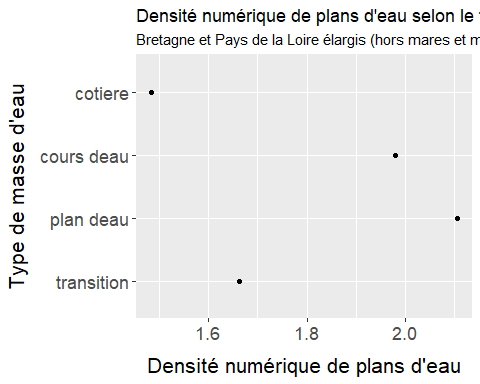 Densité numérique de plans d'eau selon le
Bretagne et Pays de la Loire élargis (hors mares et
Type de masse d'eau
cotiere
cours deau
plan deau
transition
1.6 1.8 2.0
Densité numérique de plans d'eau